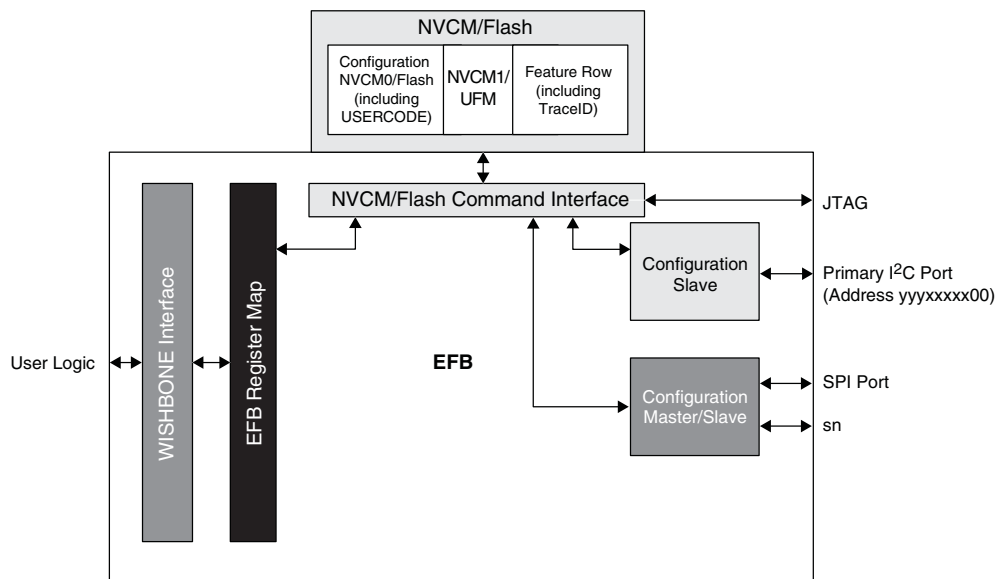 NVCM/Flash
Configuration
NVCM0/Flash
(including
USERCODE)
NVCM1/
UFM
Feature Row
(including
TraceID)
NVCM/Flash Command Interface
JTAG
Configuration
Slave
Primary I²C Port
(Address yyyxxxxx00)
User Logic
WISHBONE Interface
EFB Register Map
EFB
Configuration
Master/Slave
SPI Port
sn